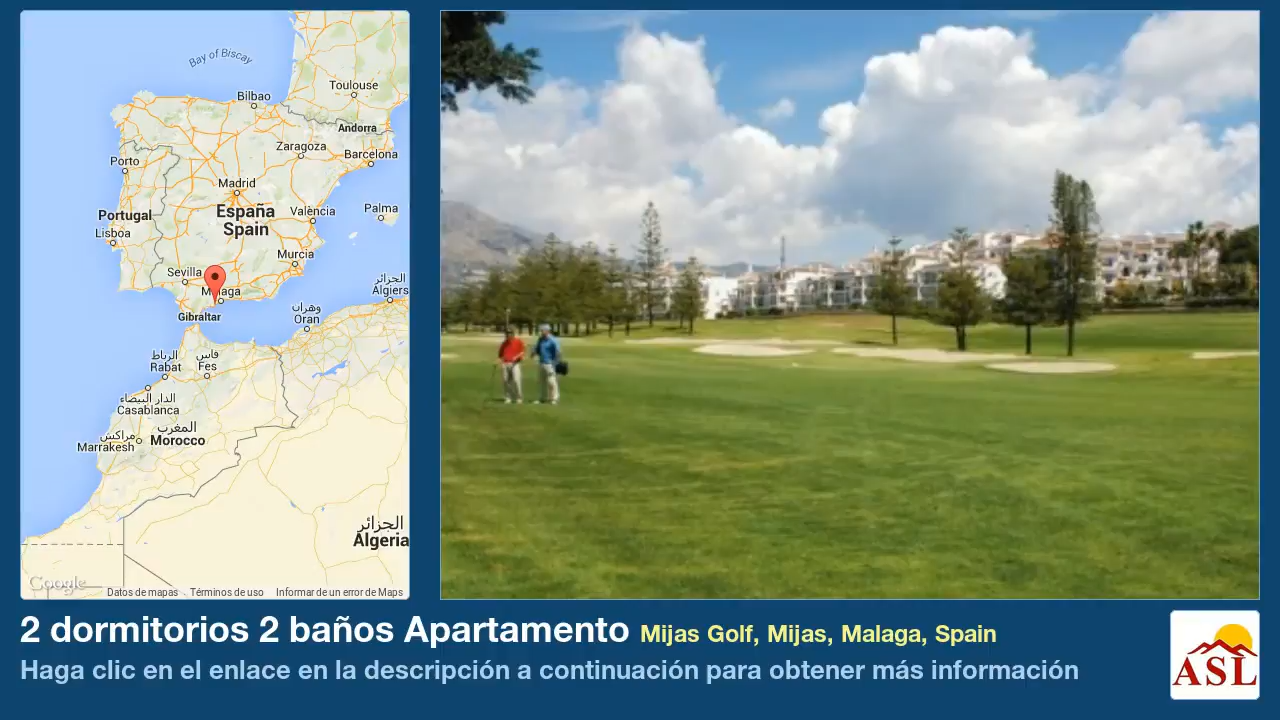 Bay of Biscay
Toulouse
Bilbao
Andorra
Zaragoza
Barcelona
Porto
Madrid
Portugal
España
Spain
València
Palma
Lisboa
Murcia
Sevilla
Gibraltar
الجزائر
Algiers
وهران
Oran
الرباط
Rabat
فاس
Fes
الدار البيضاء
Casablanca
مراكش
Marrakesh
المغرب
Morocco
الجزائر
Algeria
Google
Datos de mapas Términos de uso Informar de un error de Maps
2 dormitorios 2 baños Apartamento Mijas Golf, Mijas, Malaga, Spain
Haga clic en el enlace en la descripción a continuación para obtener más información
ASL